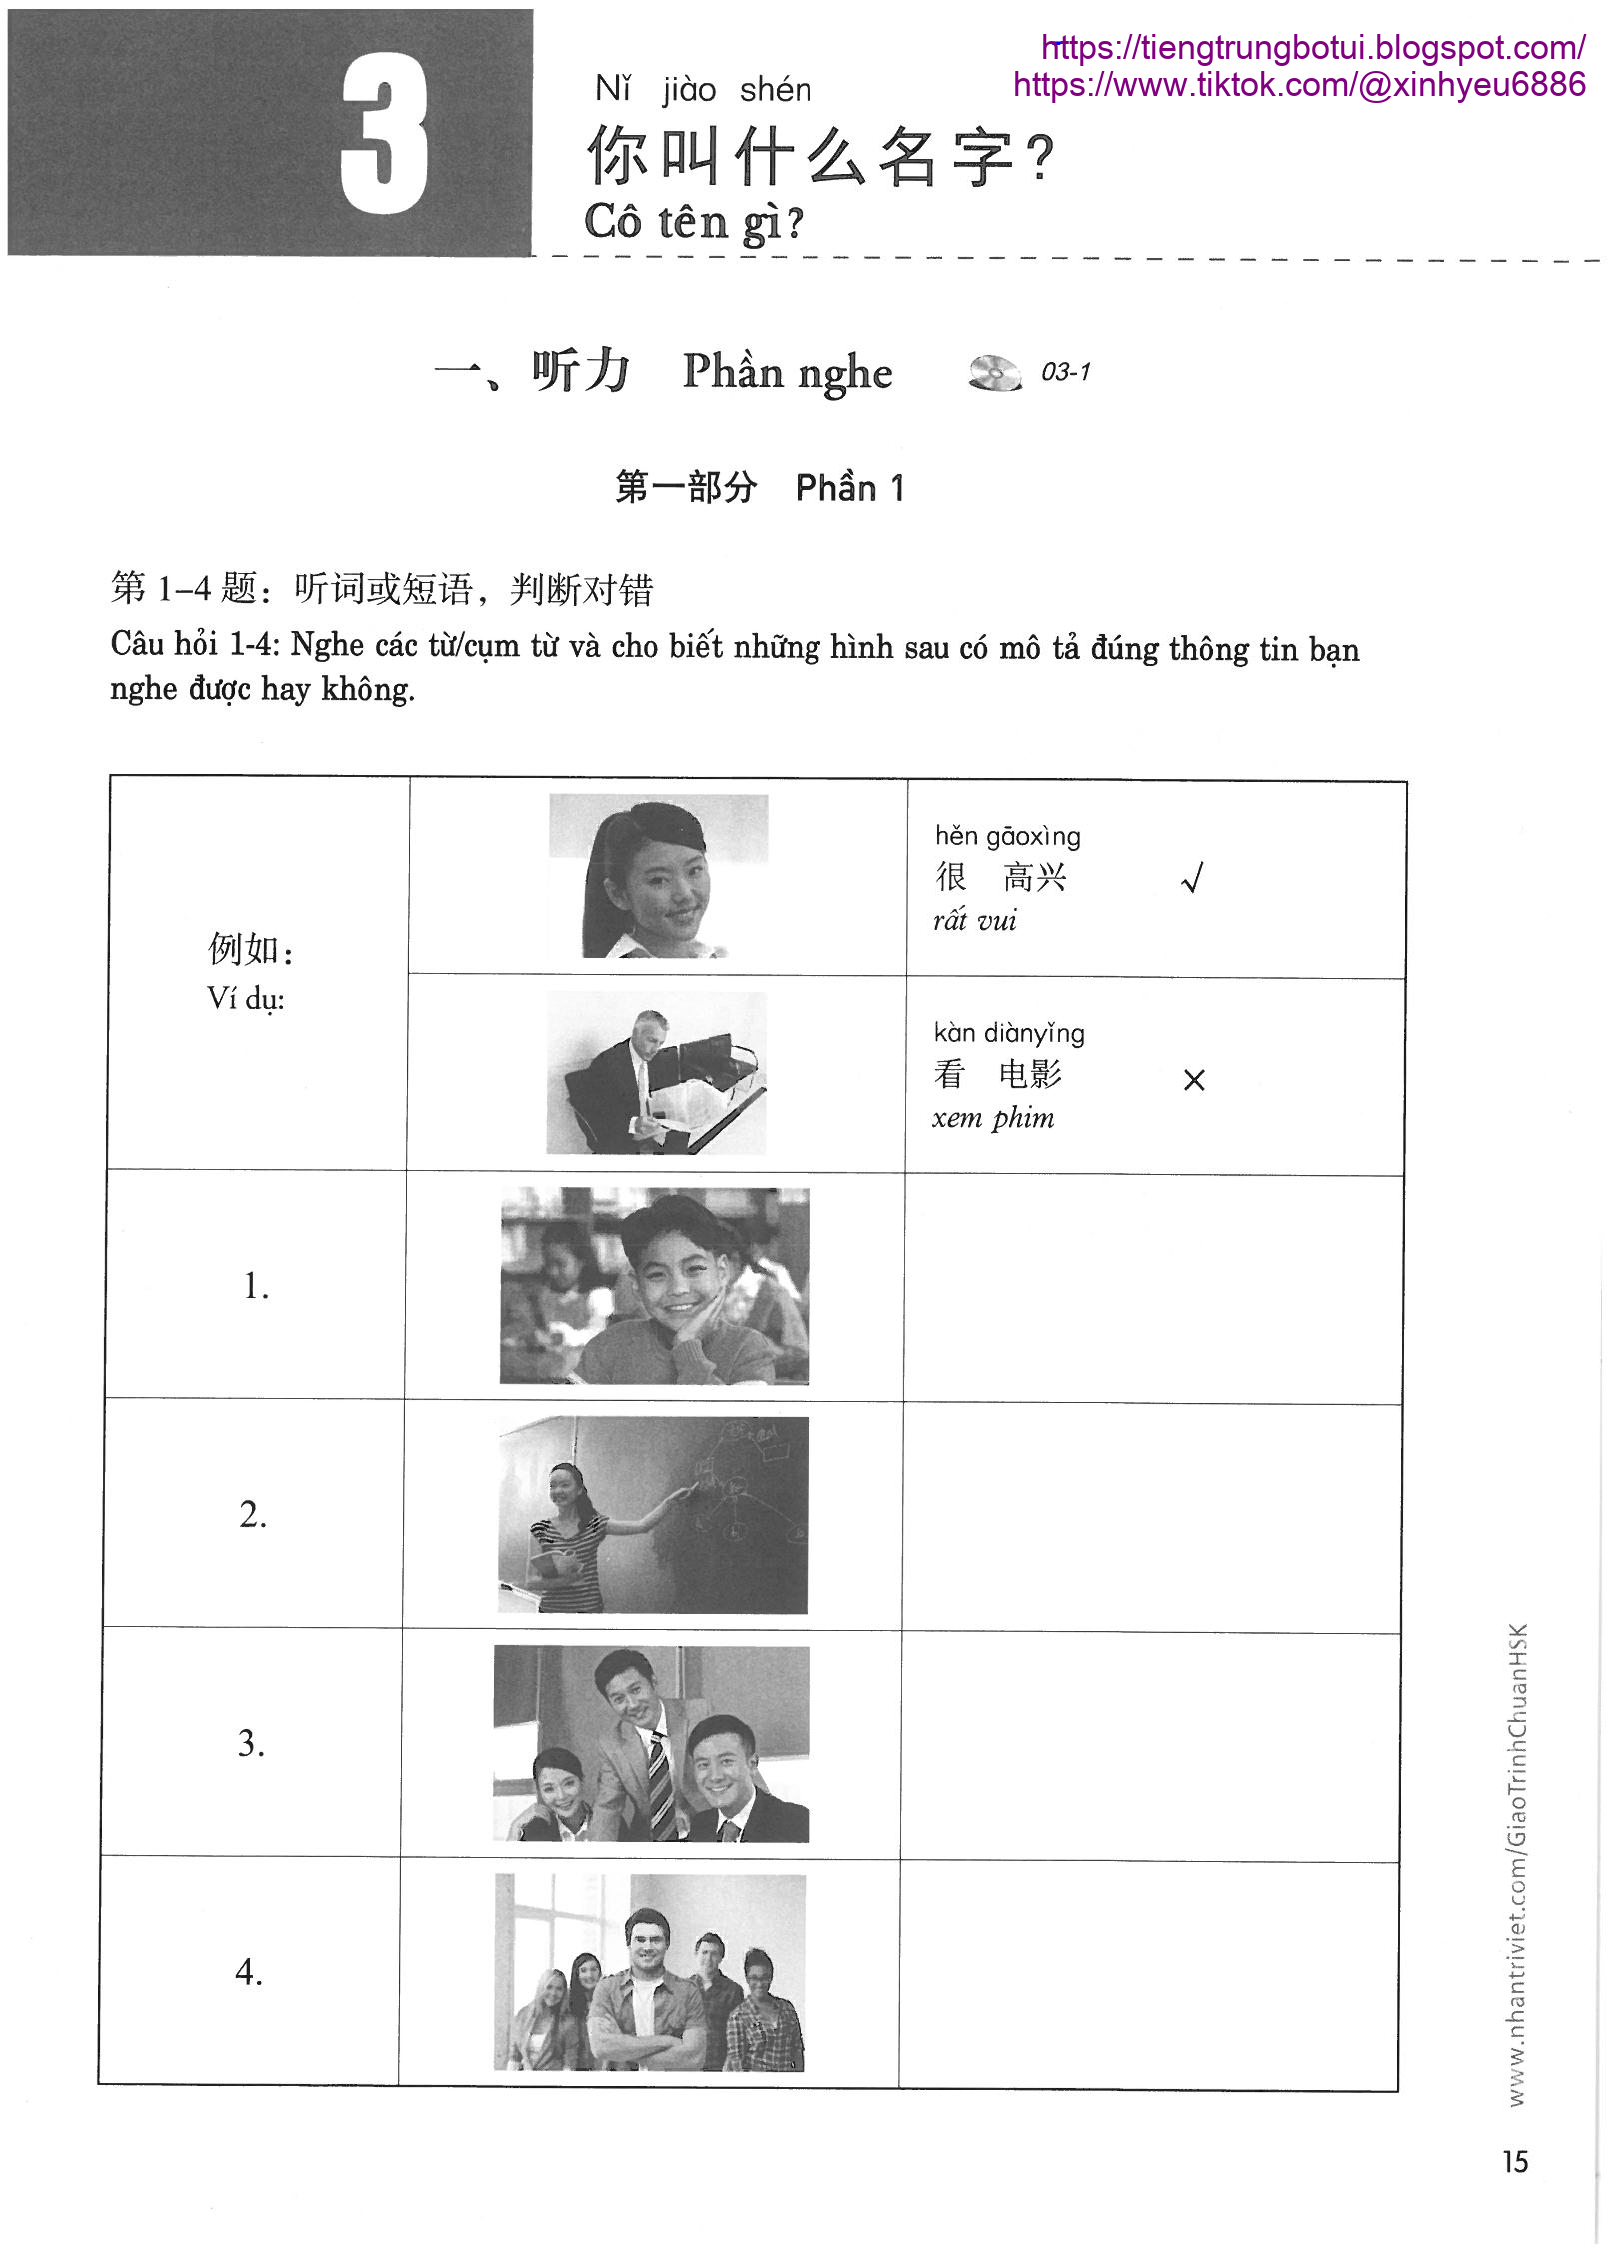 https://tiengtrungbotui.blogspot.com/
https://www.tiktok.com/@xinhyeu6886
3
Nǐ jiào shén
你叫什么名字？
Cô tên gì?
一、听力 Phần nghe 03-1
第一部分 Phần 1
第 1–4 题：听词或短语，判断对错
Câu hỏi 1-4: Nghe các từ/cụm từ và cho biết những hình sau có mô tả đúng thông tin bạn
nghe được hay không.
例如：
Ví dụ:
hěn gāoxìng
很 高兴 √
rất vui
kàn diànyǐng
看 电影 ×
xem phim
1.
2.
3.
4.
www.nhantriviet.com/GiaoTrinhChuanHSK
15